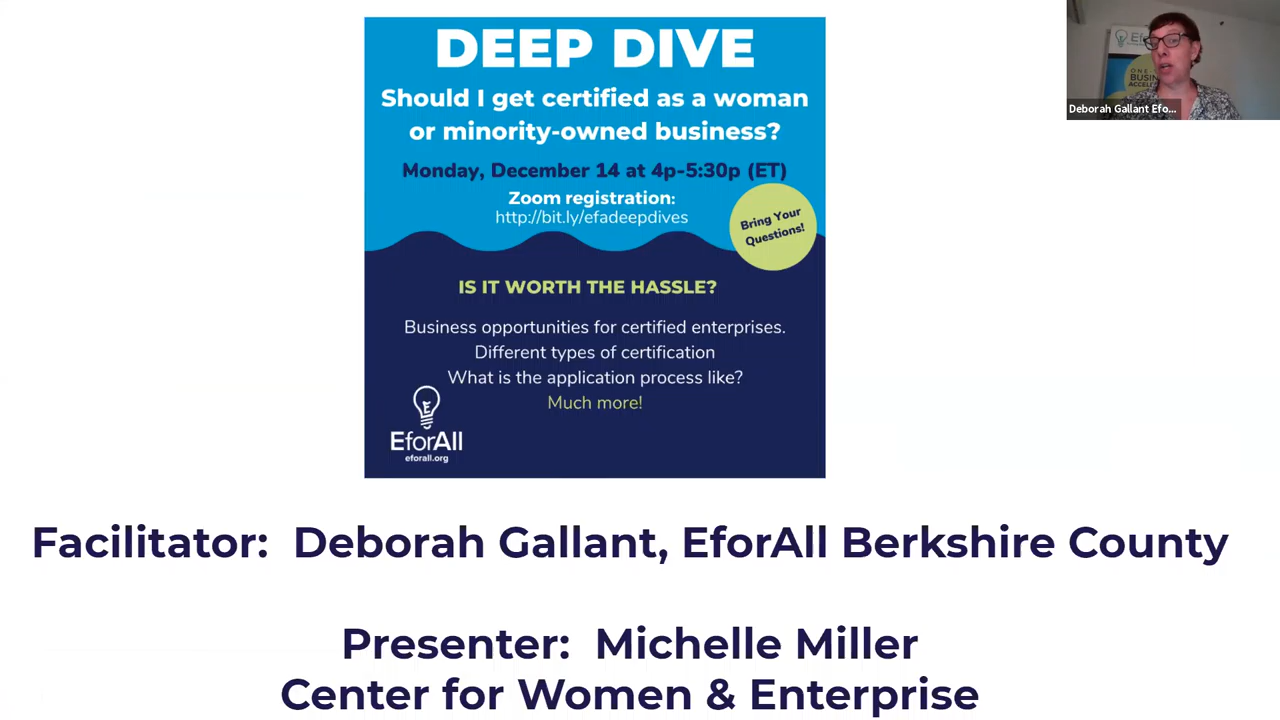 DEEP DIVE
Should I get certified as a woman
or minority-owned business?
Monday, December 14 at 4p-5:30p (ET)
Zoom registration:
http://bit.ly/efadeepdives
Bring Your
Questions!
IS IT WORTH THE HASSLE?
Business opportunities for certified enterprises.
Different types of certification
What is the application process like?
Much more!
EforAll
eforall.org
Facilitator: Deborah Gallant, EforAll Berkshire County
Presenter: Michelle Miller
Center for Women & Enterprise
Deborah Gallant Efo...